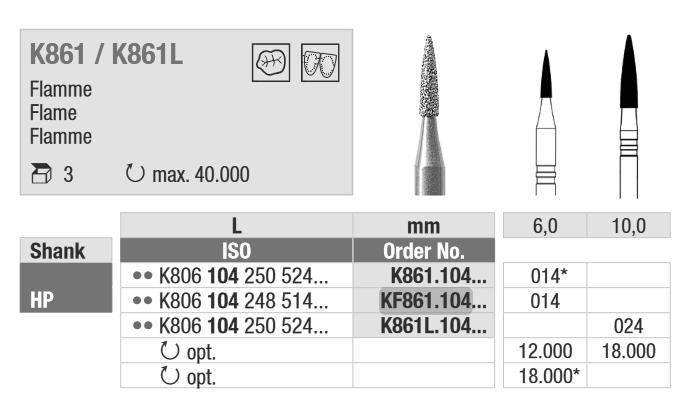 K861 / K861L
Flamme
Flame
Flamme
3 max. 40.000
L mm 6,0 10,0
Shank ISO Order No.
HP
•• K806 104 250 524... K861.104... 014*
•• K806 104 248 514... KF861.104... 014
•• K806 104 250 524... K861L.104... 024
opt. 12.000 18.000
opt. 18.000*